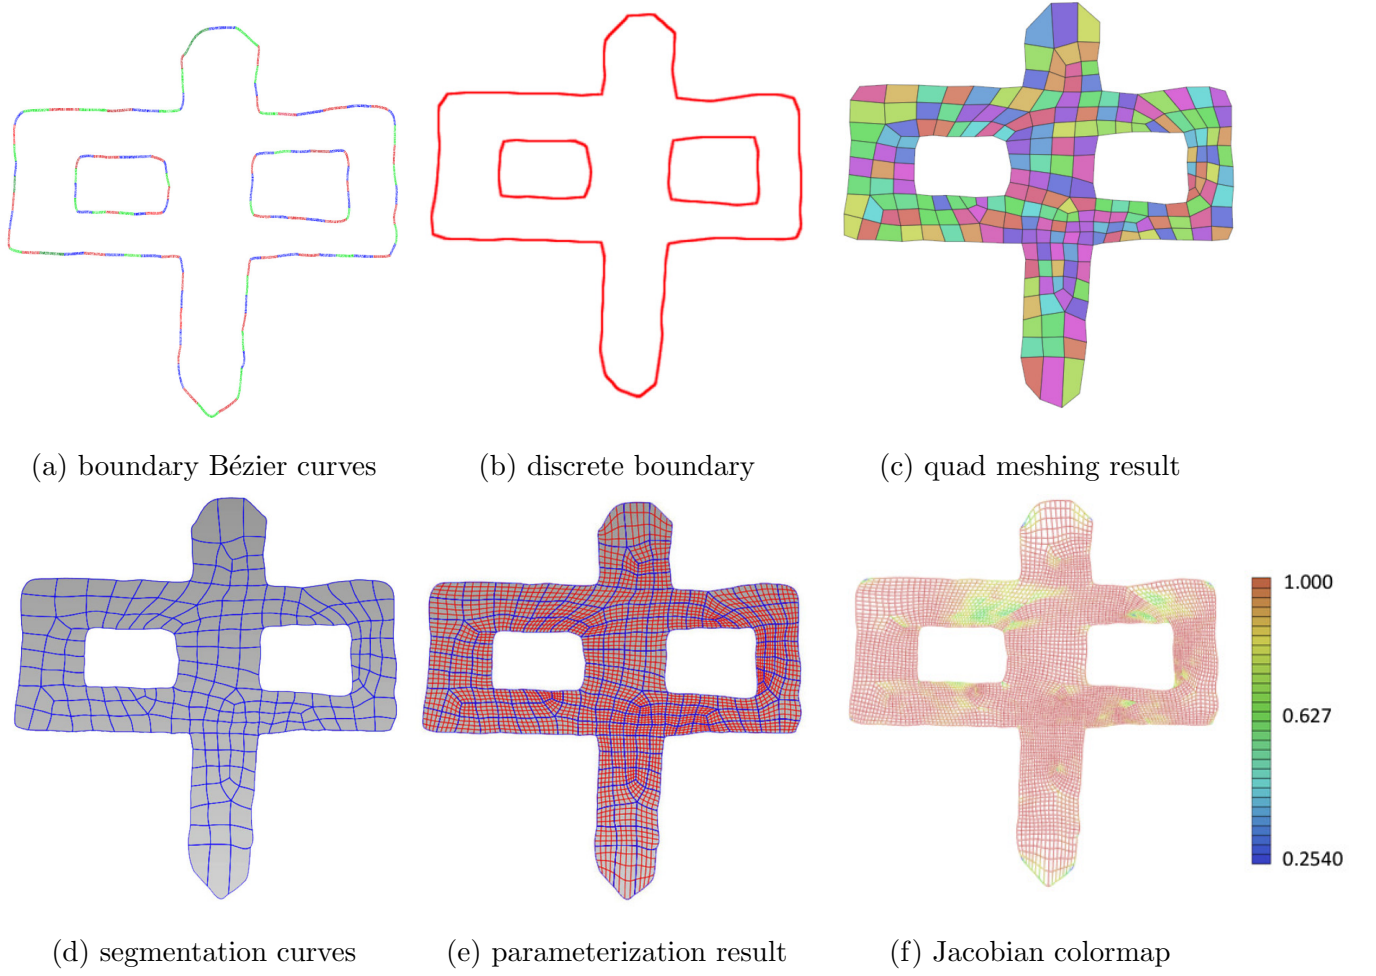 (a) boundary Bézier curves
(b) discrete boundary
(c) quad meshing result
1.000
0.627
0.2540
(d) segmentation curves
(e) parameterization result
(f) Jacobian colormap